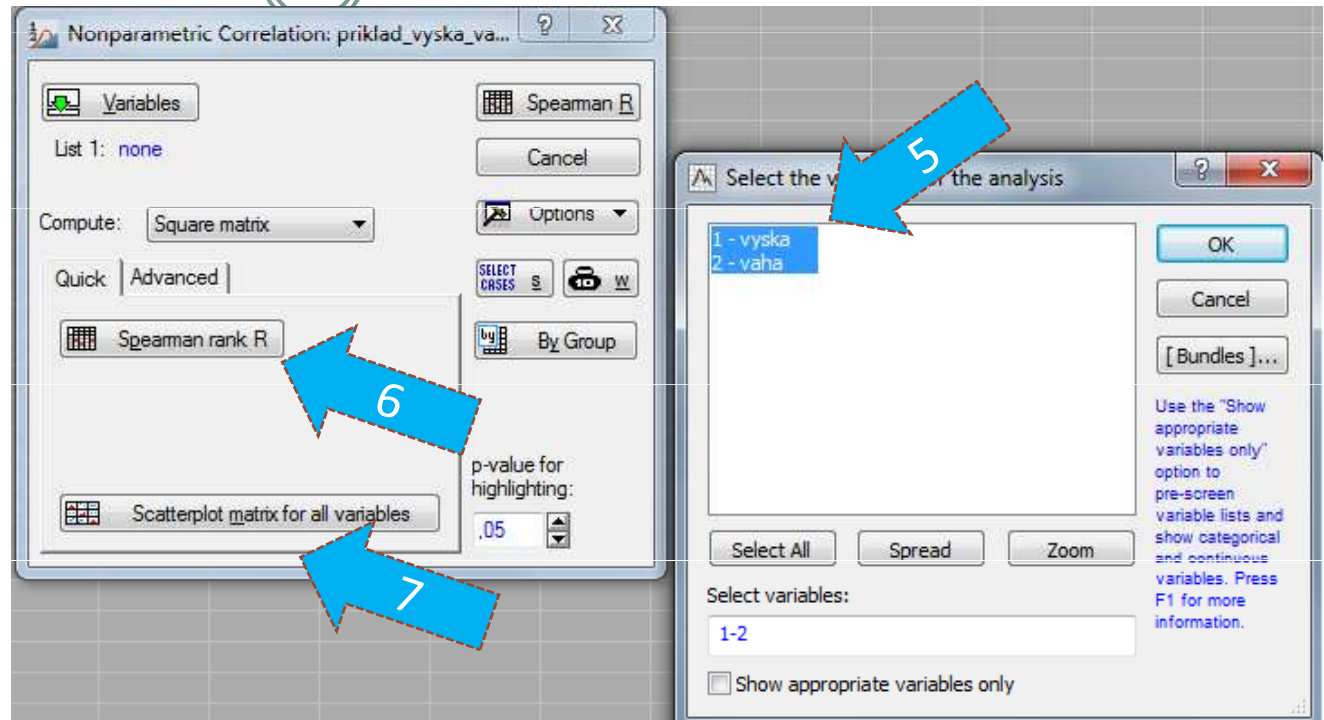 Nonparametric Correlation: priklad_vyska_va...
Variables
Spearman R
List 1: none
Cancel
Compute: Square matrix
Options
Quick
Advanced
SELECT CASES S
W
Spearman rank R
by
By Group
6
p-value for
highlighting:
,05
Scatterplot matrix for all variables
7
5
Select the v for the analysis
1 - vyska
2 - vaha
OK
Cancel
[ Bundles ]...
Use the "Show
appropriate
variables only"
option to
pre-screen
variable lists and
show categorical
and continuous
variables. Press
F1 for more
information.
Select All
Spread
Zoom
Select variables:
1-2
Show appropriate variables only